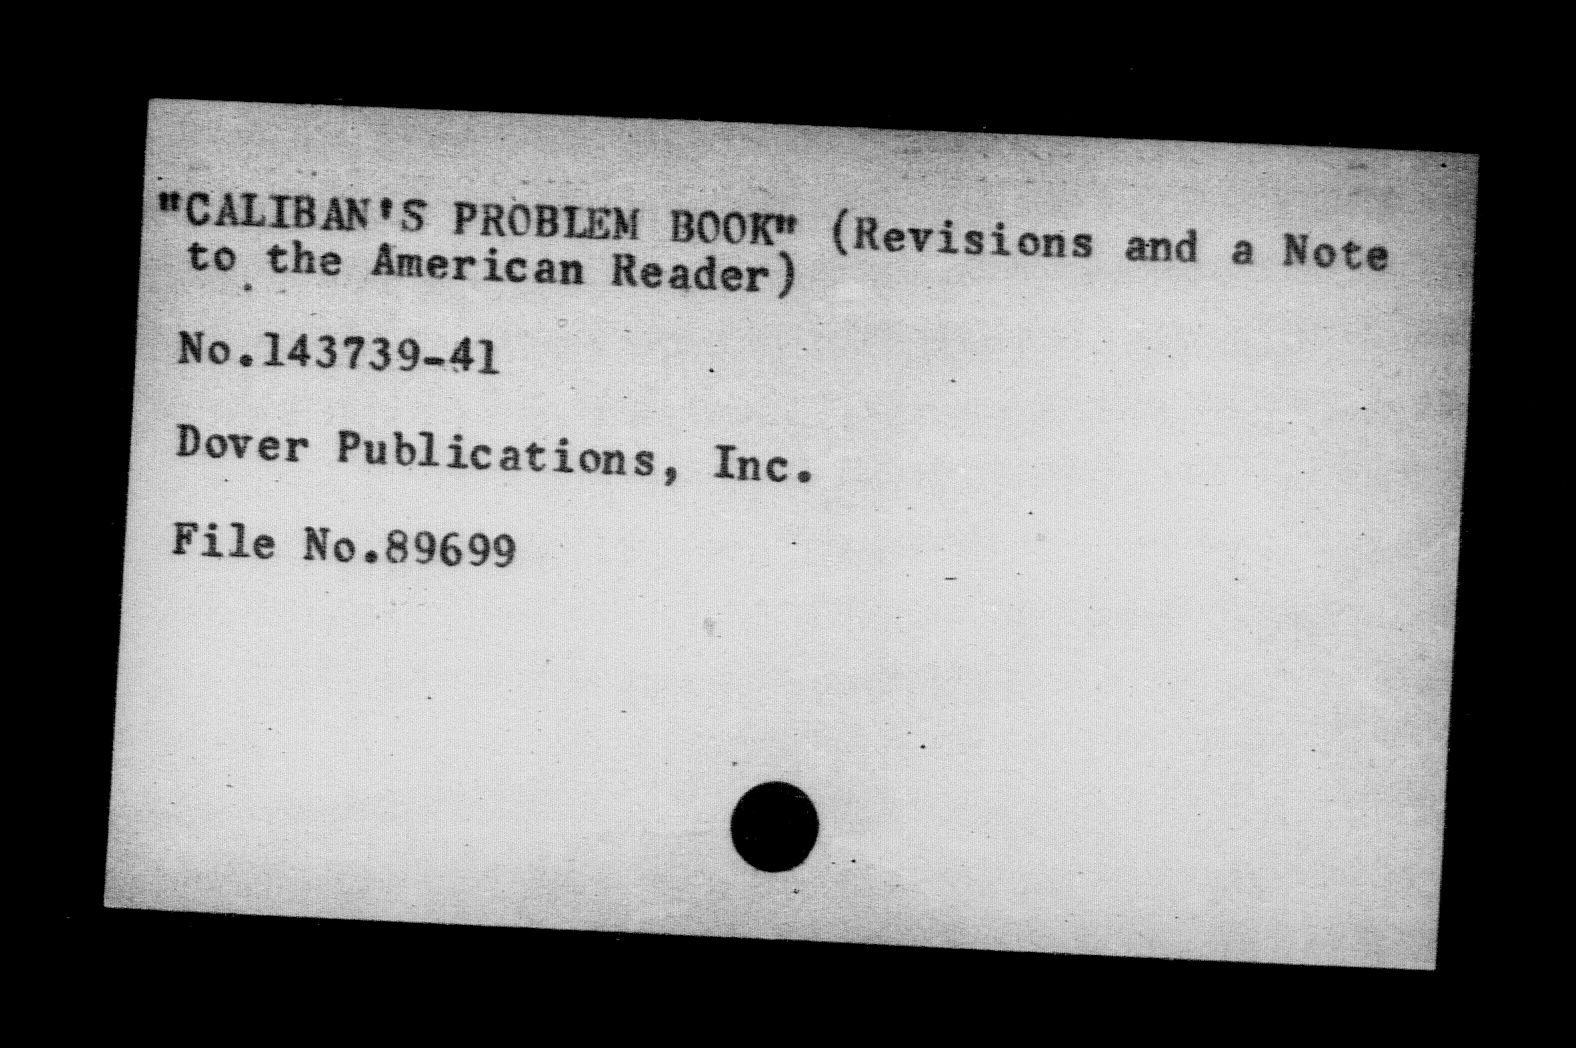 "CALIBAN'S PROBLEM BOOK" (Revisions and a Note
to the American Reader)
No.143739-41
Dover Publications, Inc.
File No.89699